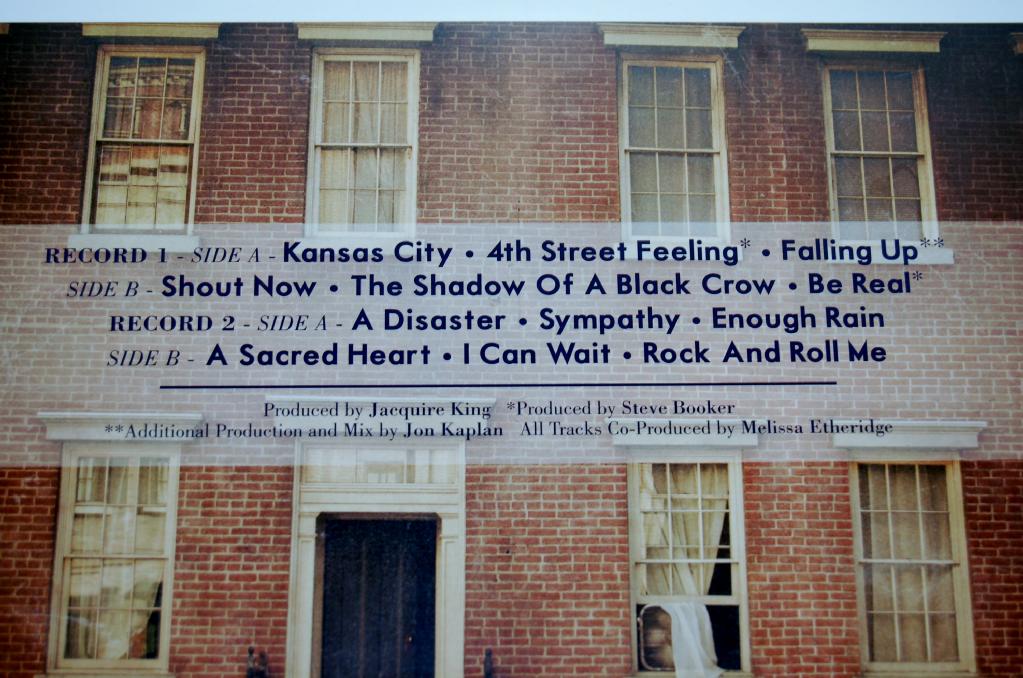 RECORD 1 - SIDE A - Kansas City • 4th Street Feeling* • Falling Up**
SIDE B - Shout Now • The Shadow Of A Black Crow • Be Real*
RECORD 2 - SIDE A - A Disaster • Sympathy • Enough Rain
SIDE B - A Sacred Heart • I Can Wait • Rock And Roll Me
Produced by Jacquire King *Produced by Steve Booker
**Additional Production and Mix by Jon Kaplan All Tracks Co-Produced by Melissa Etheridge